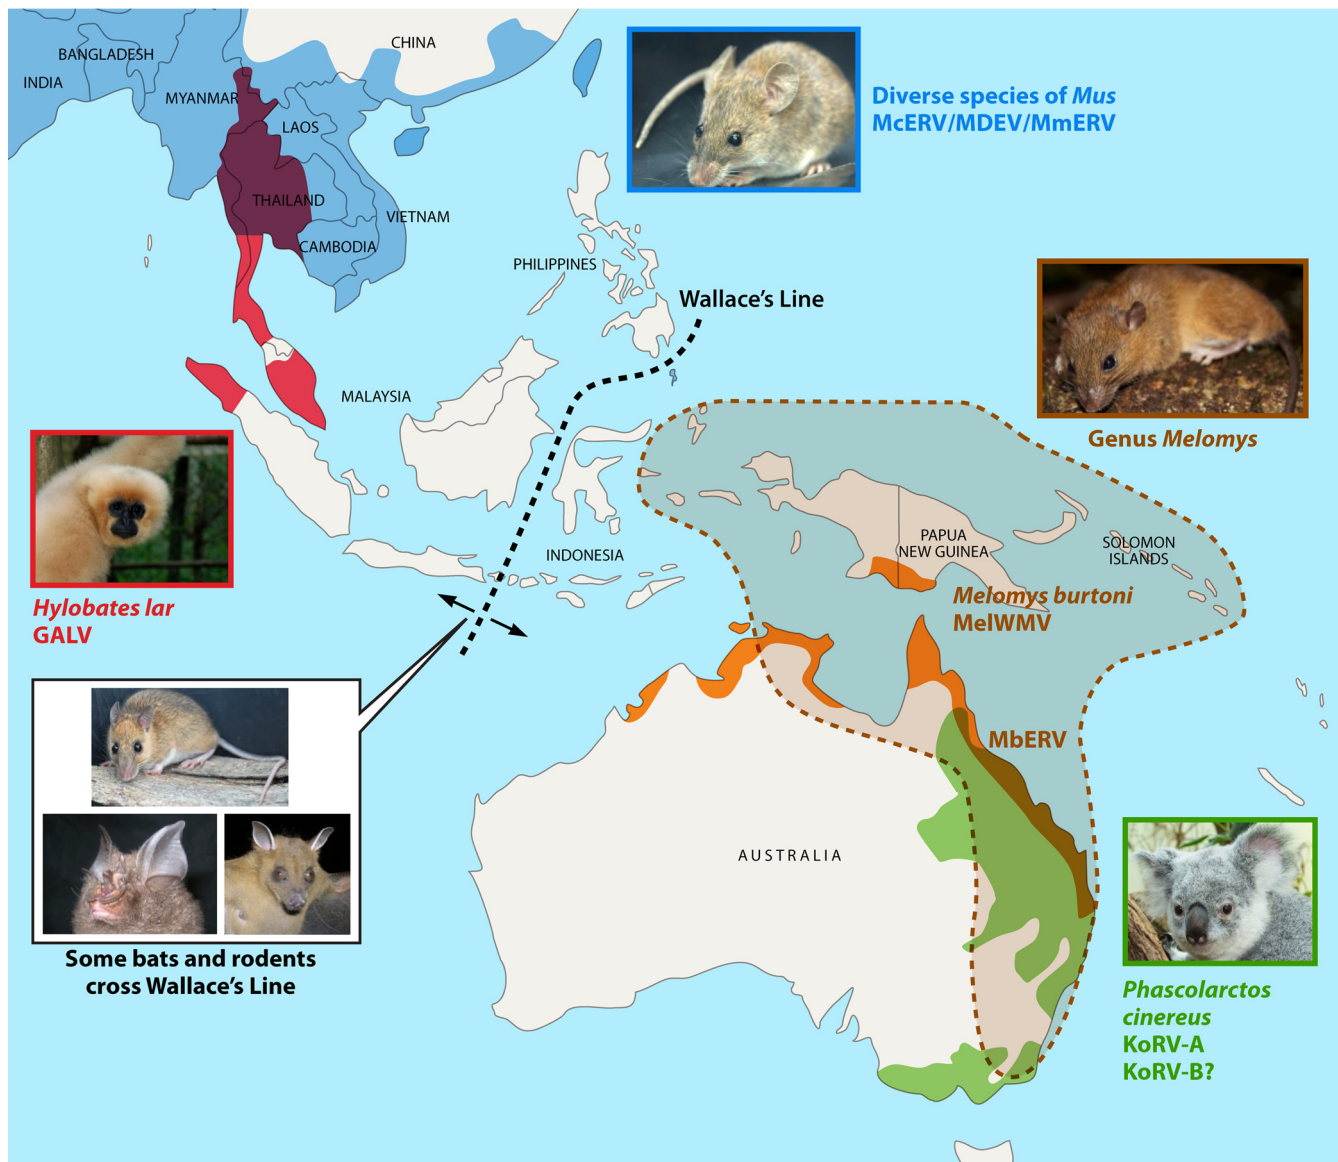 CHINA
BANGLADESH
INDIA
MYANMAR
LAOS
THAILAND
VIETNAM
CAMBODIA
Diverse species of Mus
McERV/MDEV/MmERV
PHILIPPINES
Wallace's Line
MALAYSIA
Genus Melomys
Hylobates lar
GALV
INDONESIA
PAPUA
NEW GUINEA
SOLOMON
ISLANDS
Melomys burtoni
MelWMV
MbERV
AUSTRALIA
Some bats and rodents
cross Wallace's Line
Phascolarctos
cinereus
KoRV-A
KoRV-B?